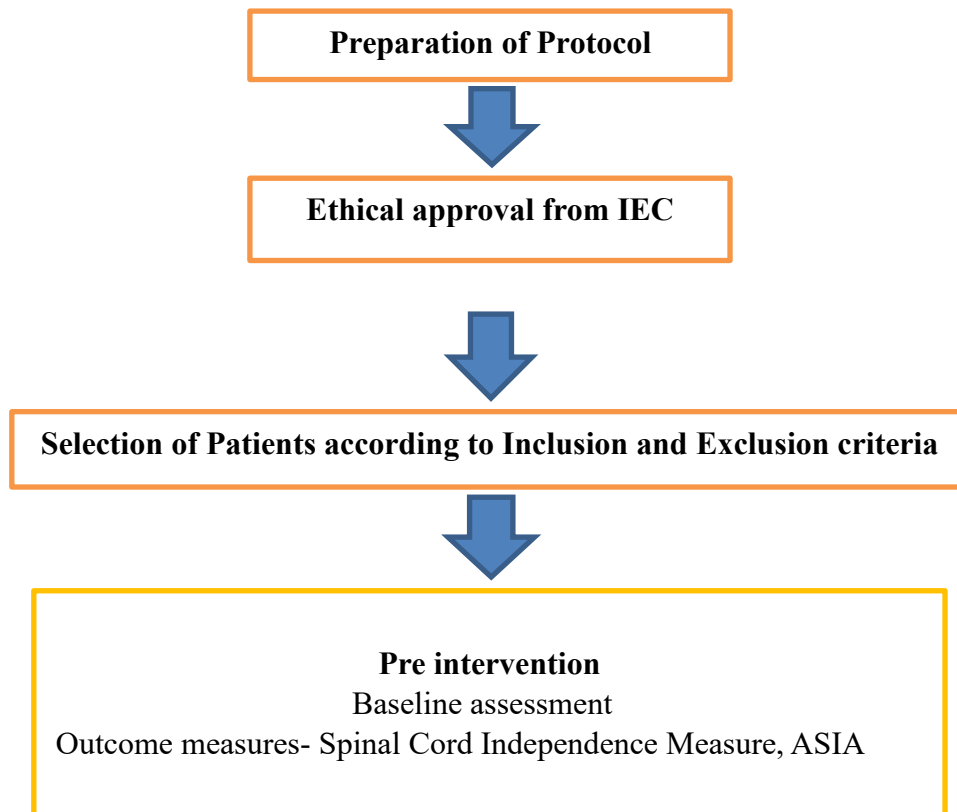 Preparation of Protocol
Ethical approval from IEC
Selection of Patients according to Inclusion and Exclusion criteria
Pre intervention
Baseline assessment
Outcome measures- Spinal Cord Independence Measure, ASIA